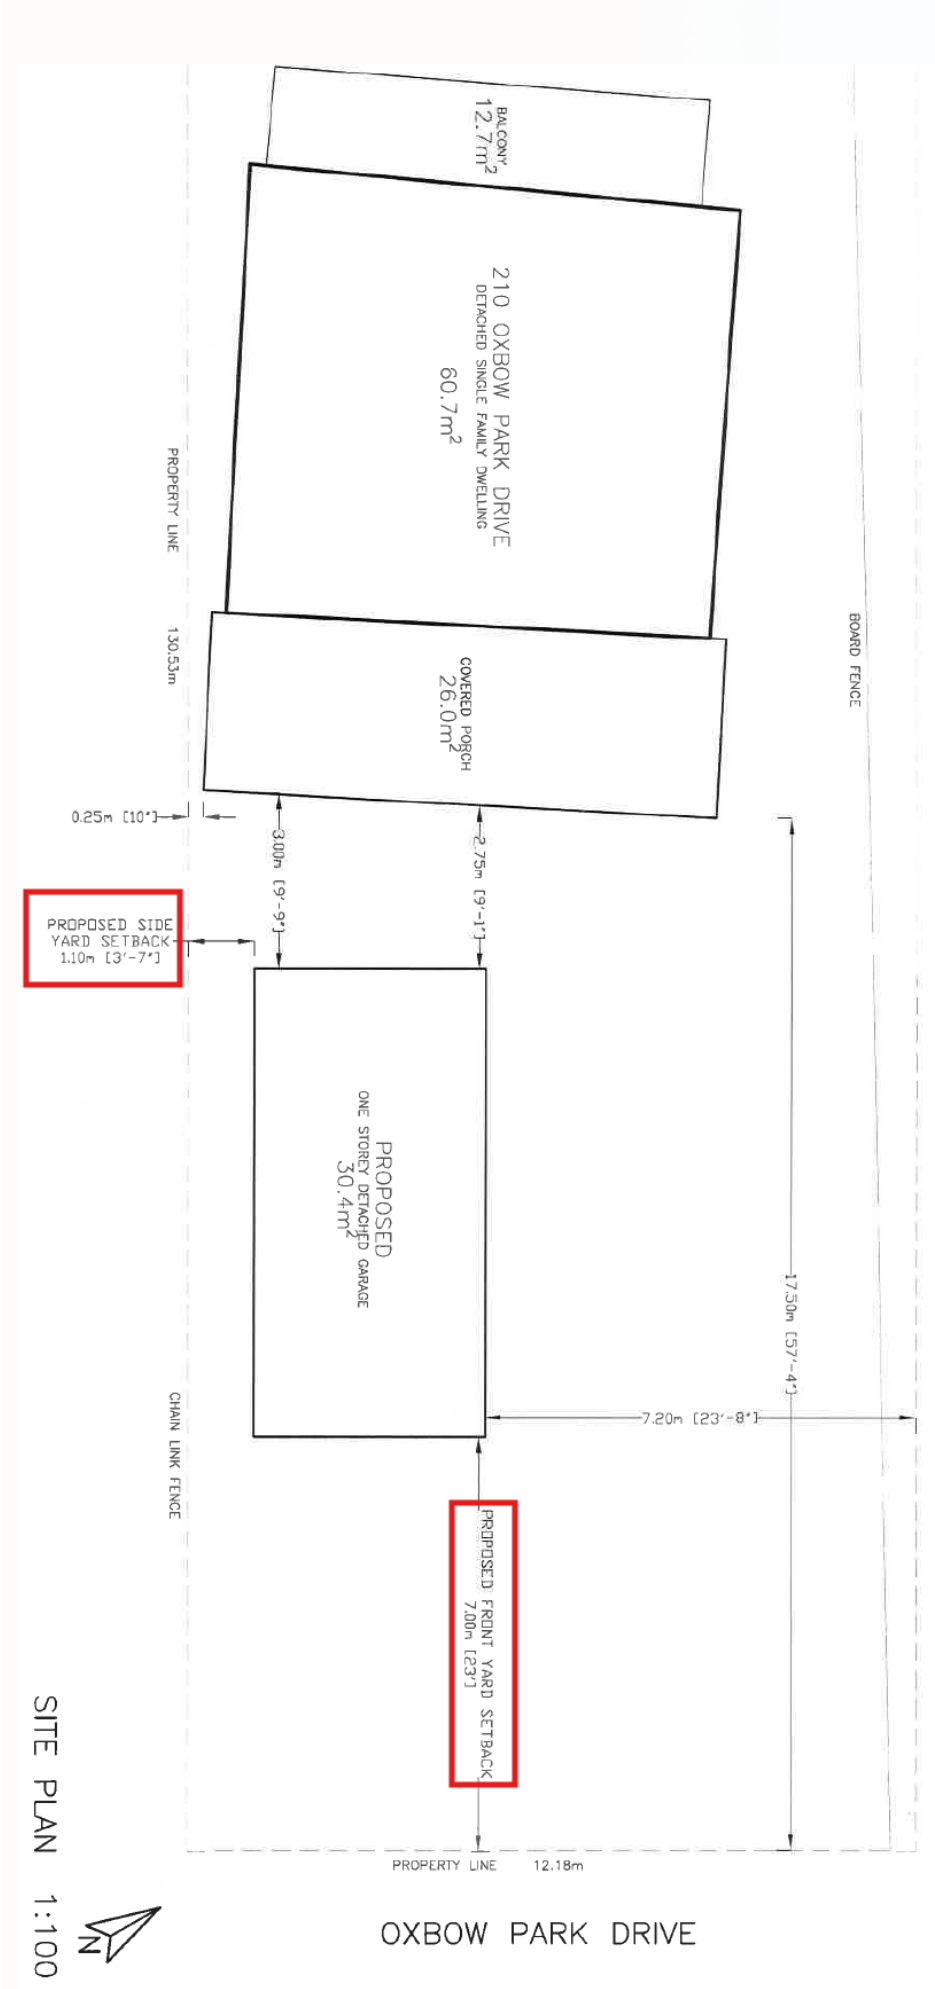 BALCONY
12.7m²
210 OXBOW PARK DRIVE
DETACHED SINGLE FAMILY DWELLING
60.7m²
PROPERTY LINE
130.53m
BOARD FENCE
COVERED PORCH
26.0m²
0.25m [10"]
3.00m [9'-9"]
2.75m [9'-1"]
PROPOSED SIDE
YARD SETBACK
1.10m [3'-7"]
PROPOSED
ONE STOREY DETACHED GARAGE
30.4m²
17.50m [57'-4"]
7.20m [23'-8"]
CHAIN LINK FENCE
PROPOSED FRONT YARD SETBACK
7.00m [23']
PROPERTY LINE 12.18m
OXBOW PARK DRIVE
SITE PLAN 1:100
N